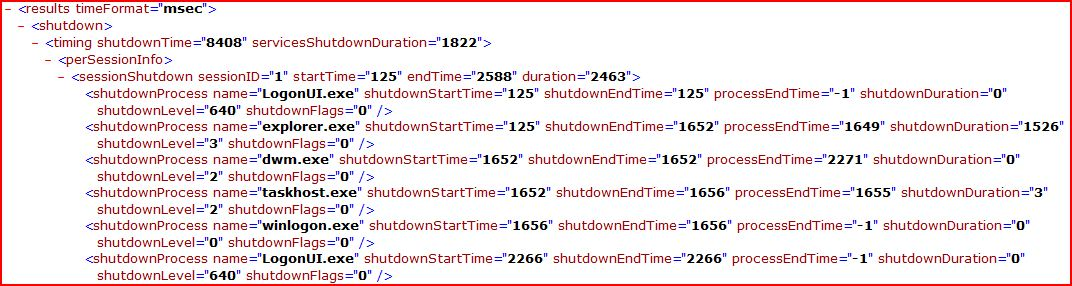 − <results timeFormat="msec">
− <shutdown>
− <timing shutdownTime="8408" servicesShutdownDuration="1822">
− <perSessionInfo>
− <sessionShutdown sessionID="1" startTime="125" endTime="2588" duration="2463">
<shutdownProcess name="LogonUI.exe" shutdownStartTime="125" shutdownEndTime="125" processEndTime="-1" shutdownDuration="0"
shutdownLevel="640" shutdownFlags="0" />
<shutdownProcess name="explorer.exe" shutdownStartTime="125" shutdownEndTime="1652" processEndTime="1649" shutdownDuration="1526"
shutdownLevel="3" shutdownFlags="0" />
<shutdownProcess name="dwm.exe" shutdownStartTime="1652" shutdownEndTime="1652" processEndTime="2271" shutdownDuration="0"
shutdownLevel="2" shutdownFlags="0" />
<shutdownProcess name="taskhost.exe" shutdownStartTime="1652" shutdownEndTime="1656" processEndTime="1655" shutdownDuration="3"
shutdownLevel="2" shutdownFlags="0" />
<shutdownProcess name="winlogon.exe" shutdownStartTime="1656" shutdownEndTime="1656" processEndTime="-1" shutdownDuration="0"
shutdownLevel="0" shutdownFlags="0" />
<shutdownProcess name="LogonUI.exe" shutdownStartTime="2266" shutdownEndTime="2266" processEndTime="-1" shutdownDuration="0"
shutdownLevel="640" shutdownFlags="0" />